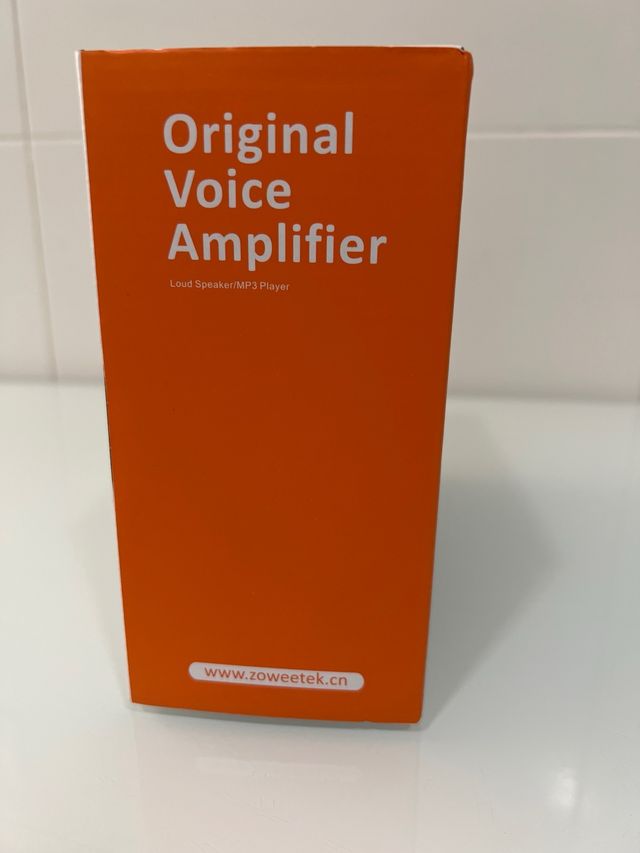 Original
Voice
Amplifier
Loud Speaker/MP3 Player
www.zoweetek.cn